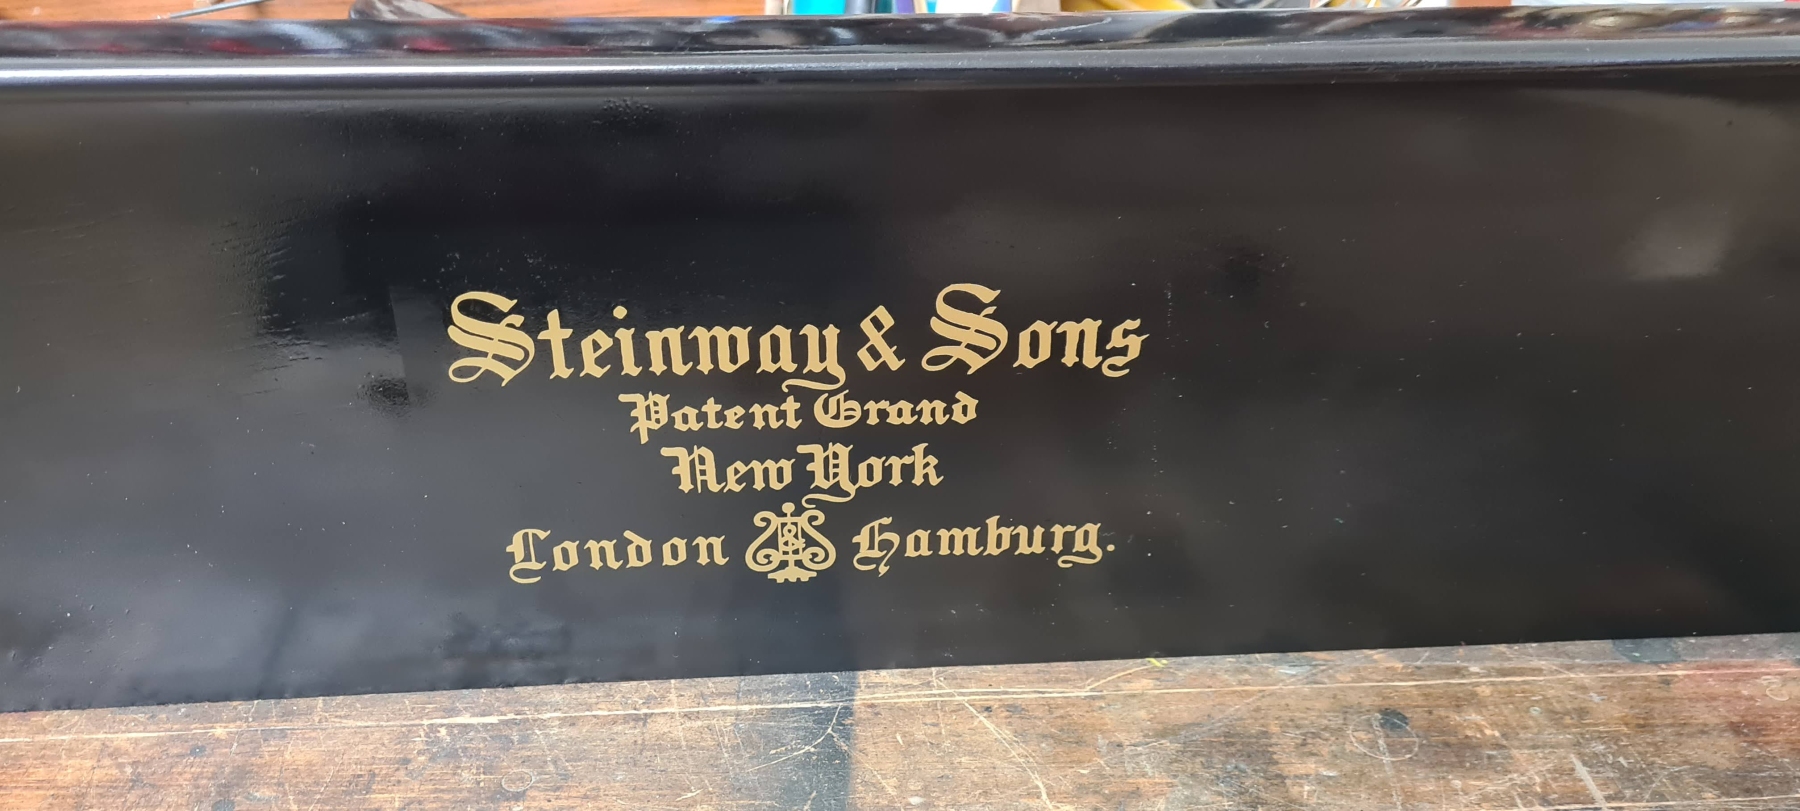 Steinway & Sons
Patent Grand
New York
London Hamburg.